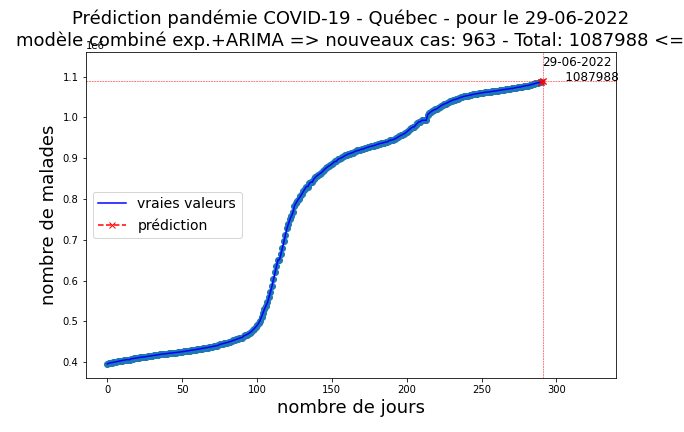 Prédiction pandémie COVID-19 - Québec - pour le 29-06-2022
modèle combiné exp.+ARIMA => nouveaux cas: 963 - Total: 1087988 <=
1e6
29-06-2022
1087988
1.1
1.0
0.9
0.8
0.7
0.6
0.5
0.4
nombre de malades
vraies valeurs
prédiction
0 50 100 150 200 250 300
nombre de jours